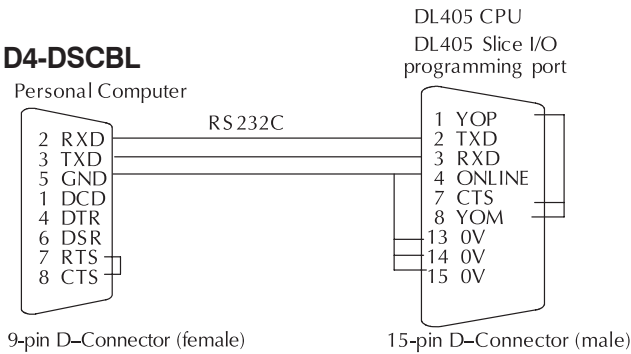 DL405 CPU
DL405 Slice I/O
programming port
D4-DSCBL
Personal Computer
RS232C
2 RXD
3 TXD
5 GND
1 DCD
4 DTR
6 DSR
7 RTS
8 CTS
1 YOP
2 TXD
3 RXD
4 ONLINE
7 CTS
8 YOM
13 0V
14 0V
15 0V
9-pin D–Connector (female)
15-pin D–Connector (male)